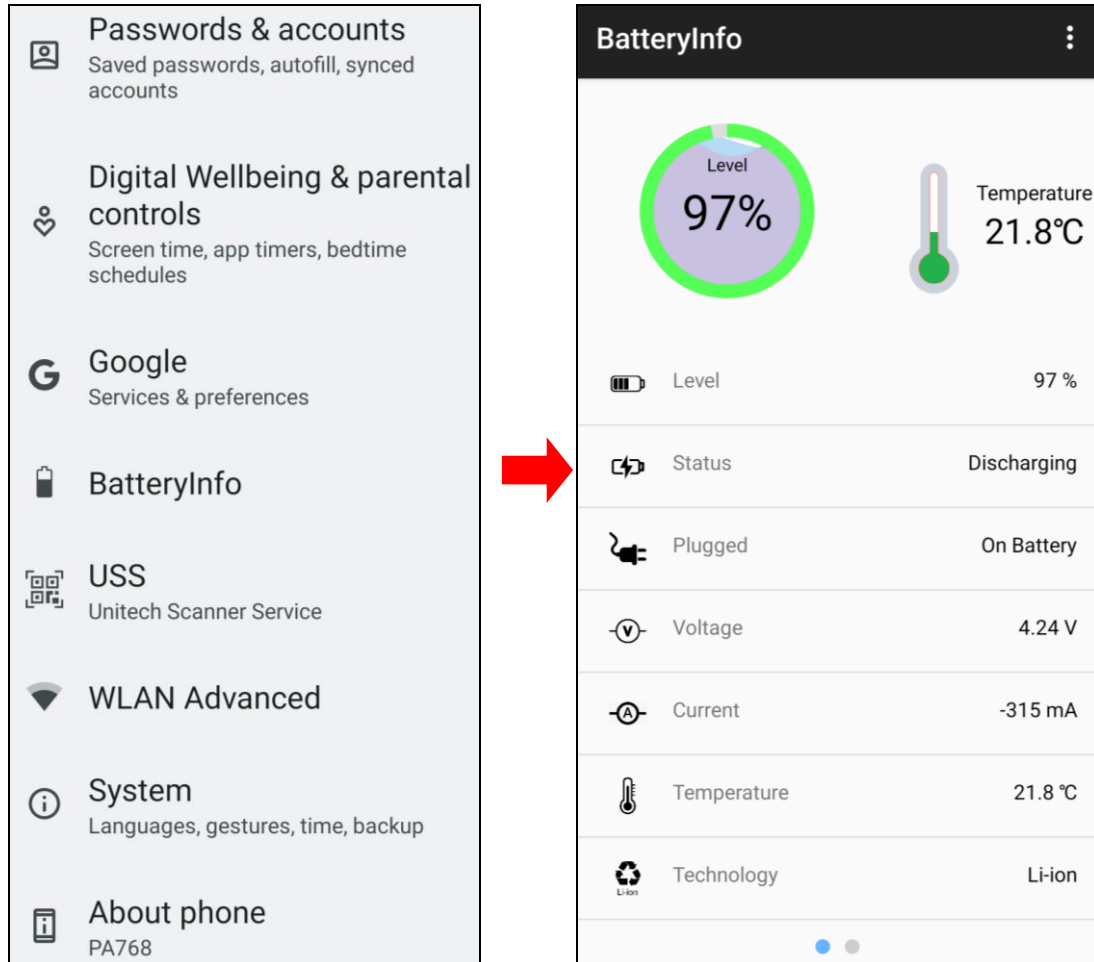 Passwords & accounts
Saved passwords, autofill, synced
accounts
Digital Wellbeing & parental
controls
Screen time, app timers, bedtime
schedules
Google
Services & preferences
BatteryInfo
USS
Unitech Scanner Service
WLAN Advanced
System
Languages, gestures, time, backup
About phone
PA768
BatteryInfo
Level
97%
Temperature
21.8°C
Level 97 %
Status Discharging
Plugged On Battery
V Voltage 4.24 V
A Current -315 mA
Temperature 21.8 °C
Li-ion Technology Li-ion